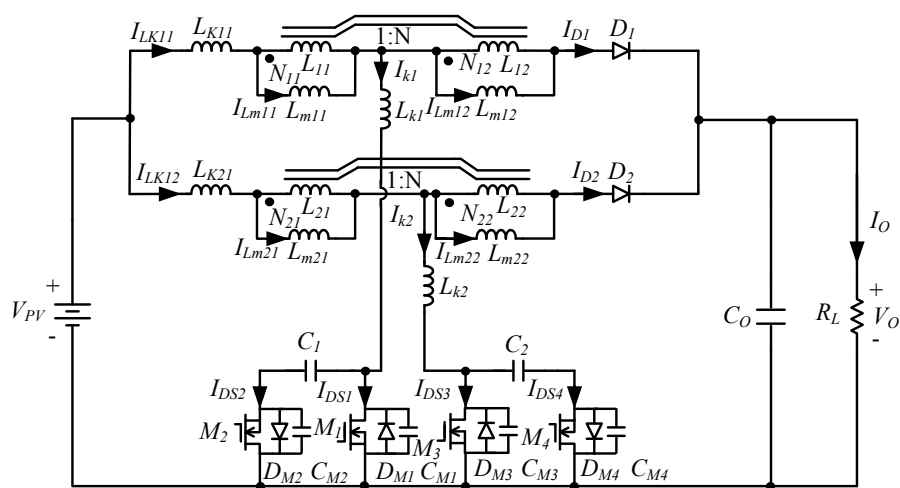 I_LK11 L_K11 1:N I_D1 D_1
N_11 L_11 I_k1 N_12 L_12
I_Lm11 L_m11 L_k1 I_Lm12 L_m12
I_LK12 L_K21 1:N I_D2 D_2
N_21 L_21 I_k2 N_22 L_22
I_Lm21 L_m21 I_Lm22 L_m22
I_O
L_k2
+
V_PV
-
C_O R_L
+
V_O
-
C_1 C_2
I_DS2 I_DS1 I_DS3 I_DS4
M_2 M_1 M_3 M_4
D_M2 C_M2 D_M1 C_M1 D_M3 C_M3 D_M4 C_M4